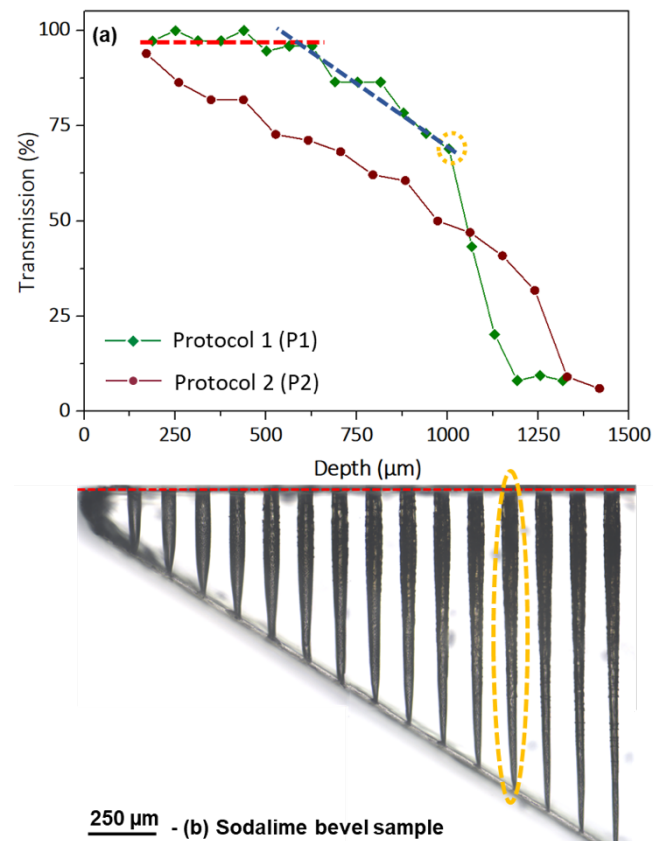 (a)
100
75
50
25
0
Transmission (%)
Protocol 1 (P1)
Protocol 2 (P2)
0 250 500 750 1000 1250 1500
Depth (μm)
250 μm - (b) Sodalime bevel sample